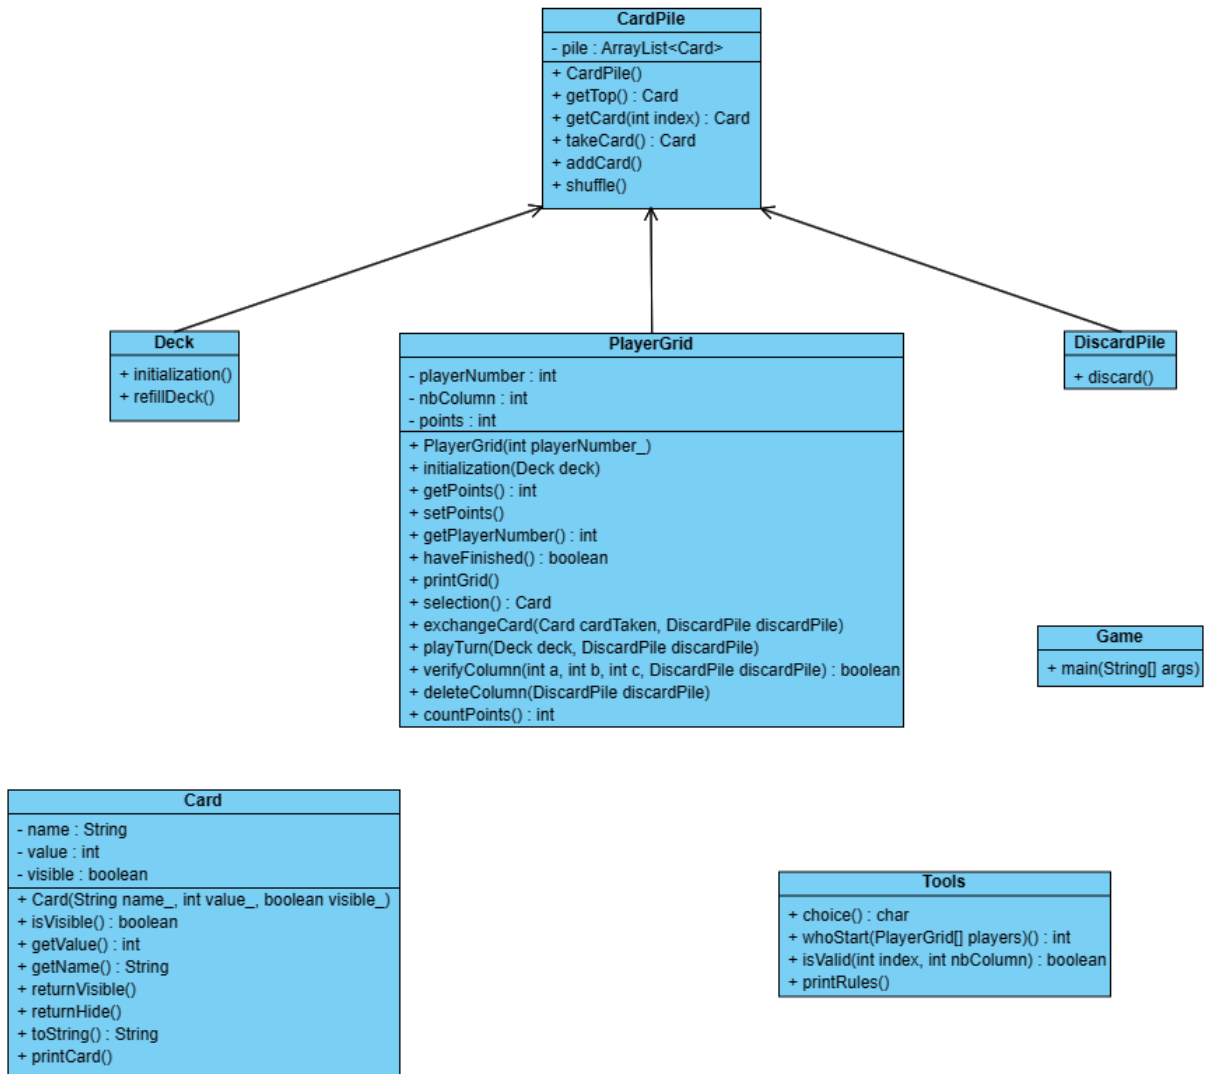 CardPile
- pile : ArrayList<Card>
+ CardPile()
+ getTop() : Card
+ getCard(int index) : Card
+ takeCard() : Card
+ addCard()
+ shuffle()
Deck
+ initialization()
+ refillDeck()
PlayerGrid
- playerNumber : int
- nbColumn : int
- points : int
+ PlayerGrid(int playerNumber_)
+ initialization(Deck deck)
+ getPoints() : int
+ setPoints()
+ getPlayerNumber() : int
+ haveFinished() : boolean
+ printGrid()
+ selection() : Card
+ exchangeCard(Card cardTaken, DiscardPile discardPile)
+ playTurn(Deck deck, DiscardPile discardPile)
+ verifyColumn(int a, int b, int c, DiscardPile discardPile) : boolean
+ deleteColumn(DiscardPile discardPile)
+ countPoints() : int
DiscardPile
+ discard()
Game
+ main(String[] args)
Card
- name : String
- value : int
- visible : boolean
+ Card(String name_, int value_, boolean visible_)
+ isVisible() : boolean
+ getValue() : int
+ getName() : String
+ returnVisible()
+ returnHide()
+ toString() : String
+ printCard()
Tools
+ choice() : char
+ whoStart(PlayerGrid[] players)() : int
+ isValid(int index, int nbColumn) : boolean
+ printRules()